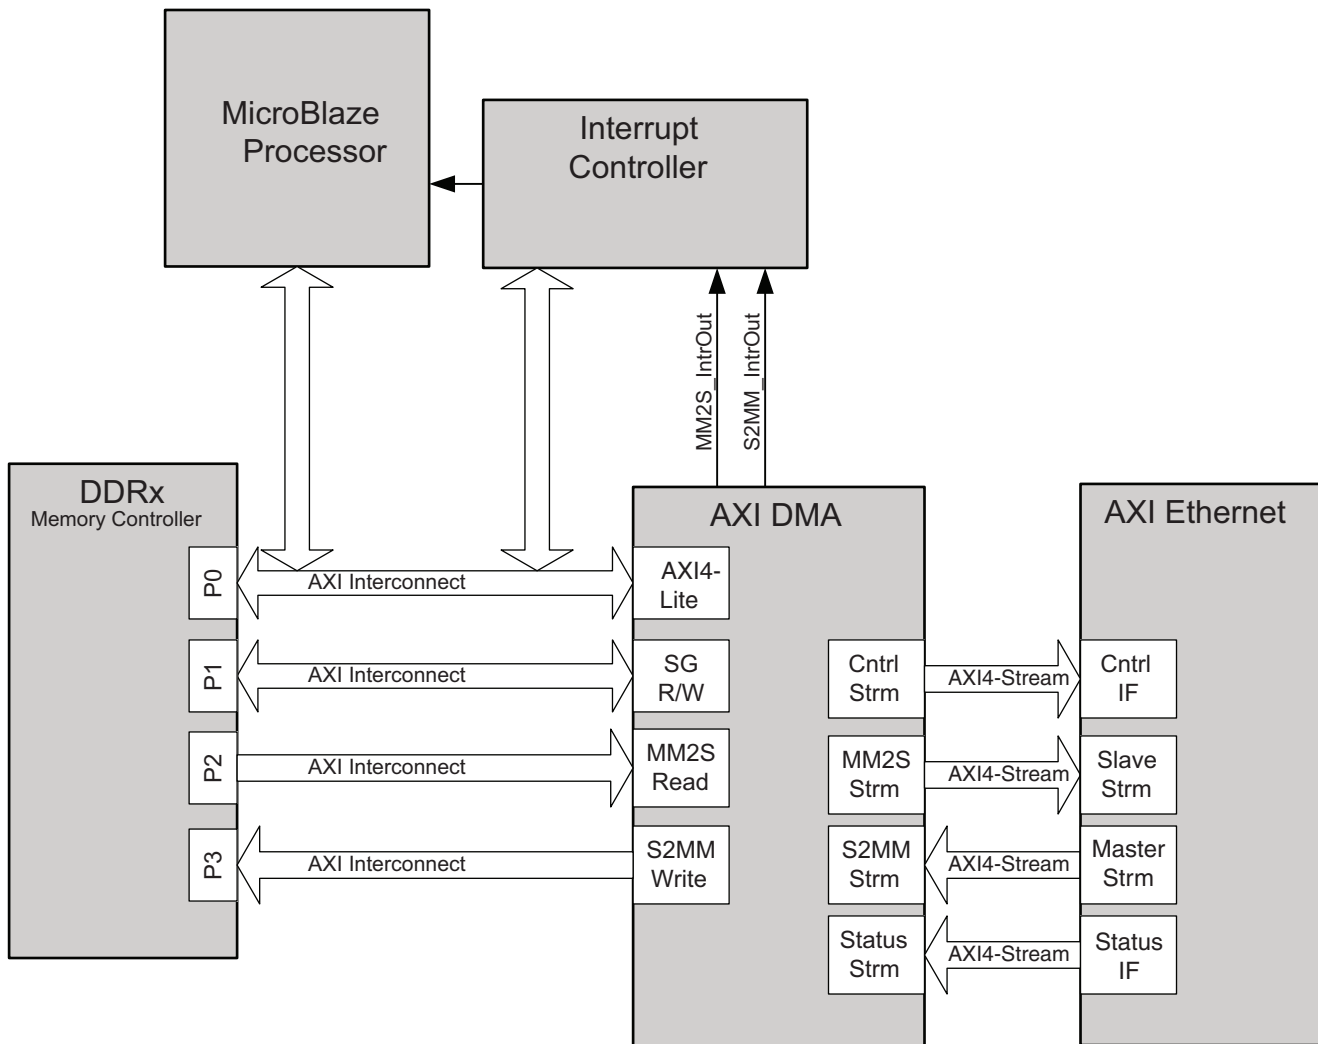 MicroBlaze
Processor
Interrupt
Controller
MM2S_IntrOut
S2MM_IntrOut
DDRx
Memory Controller
AXI DMA
AXI Ethernet
P0
AXI Interconnect
AXI4-
Lite
P1
AXI Interconnect
SG
R/W
Cntrl
Strm
AXI4-Stream
Cntrl
IF
P2
AXI Interconnect
MM2S
Read
MM2S
Strm
AXI4-Stream
Slave
Strm
P3
AXI Interconnect
S2MM
Write
S2MM
Strm
AXI4-Stream
Master
Strm
Status
Strm
AXI4-Stream
Status
IF